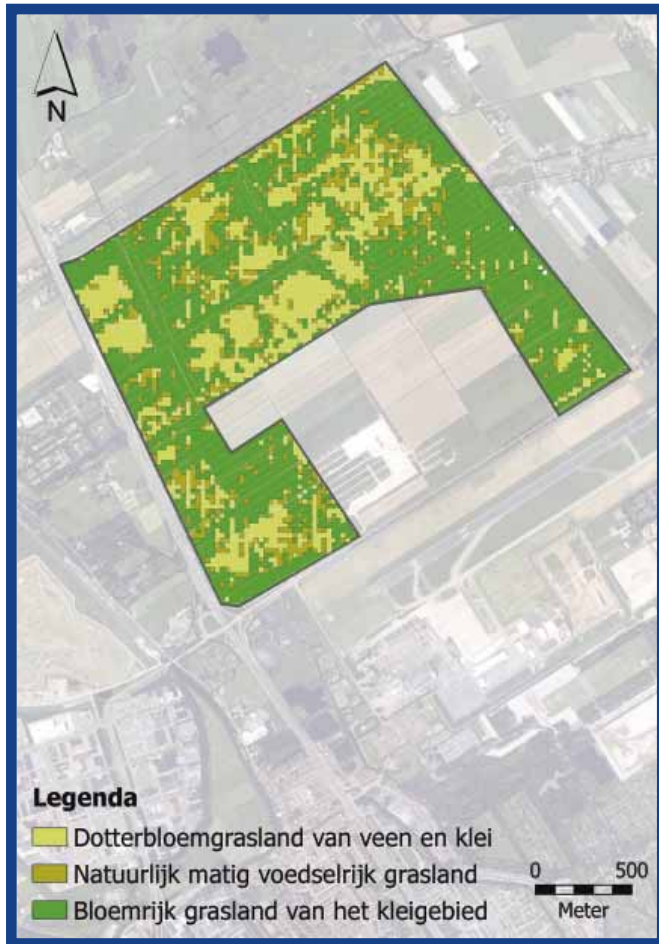 N
Legenda
Dotterbloemgrasland van veen en klei
Natuurlijk matig voedselrijk grasland
Bloemrijk grasland van het kleigebied
0 500
Meter